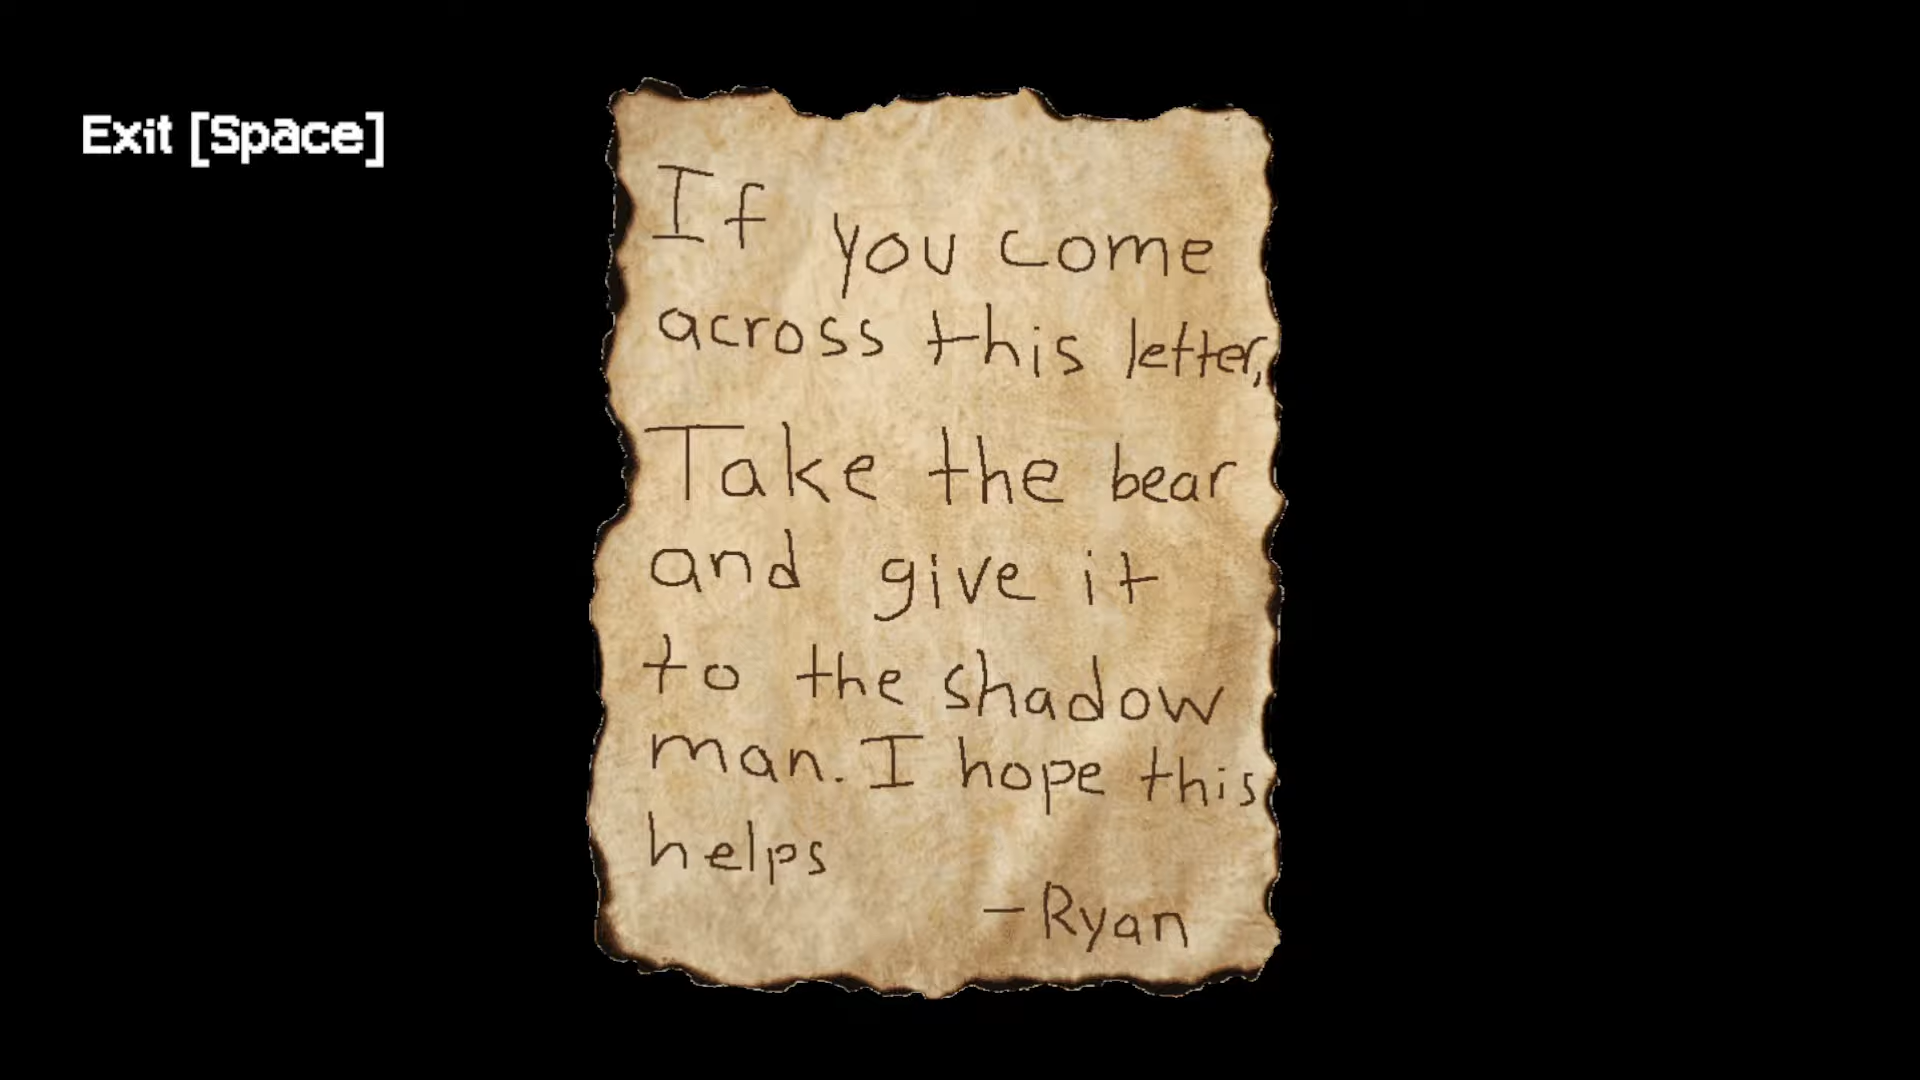 Exit [Space]
If you come
across this letter,
Take the bear
and give it
to the shadow
man. I hope this
helps
-Ryan